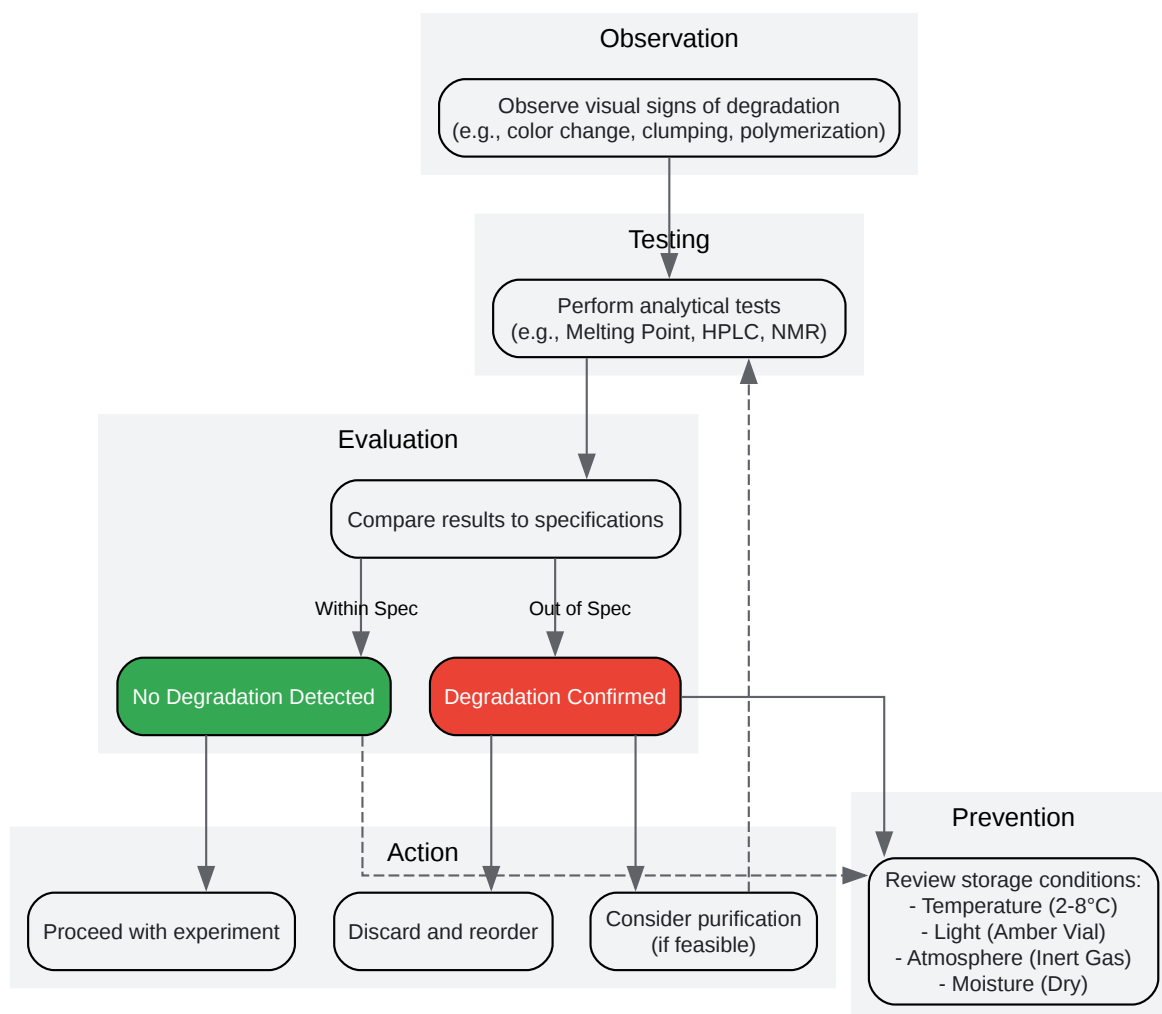 Observation
Observe visual signs of degradation
(e.g., color change, clumping, polymerization)
Testing
Perform analytical tests
(e.g., Melting Point, HPLC, NMR)
Evaluation
Compare results to specifications
Within Spec
Out of Spec
No Degradation Detected
Degradation Confirmed
Action
Proceed with experiment
Discard and reorder
Consider purification
(if feasible)
Prevention
Review storage conditions:
- Temperature (2-8°C)
- Light (Amber Vial)
- Atmosphere (Inert Gas)
- Moisture (Dry)